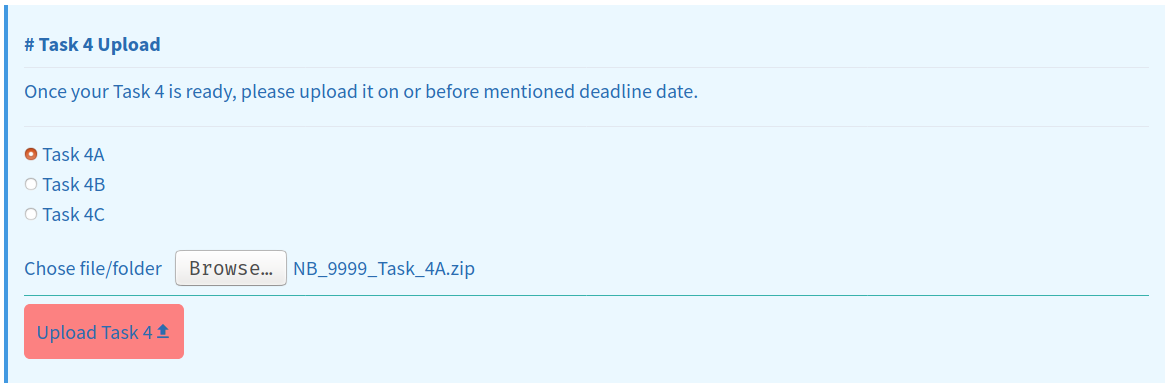 # Task 4 Upload
Once your Task 4 is ready, please upload it on or before mentioned deadline date.
Task 4A
Task 4B
Task 4C
Chose file/folder Browse... NB_9999_Task_4A.zip
Upload Task 4